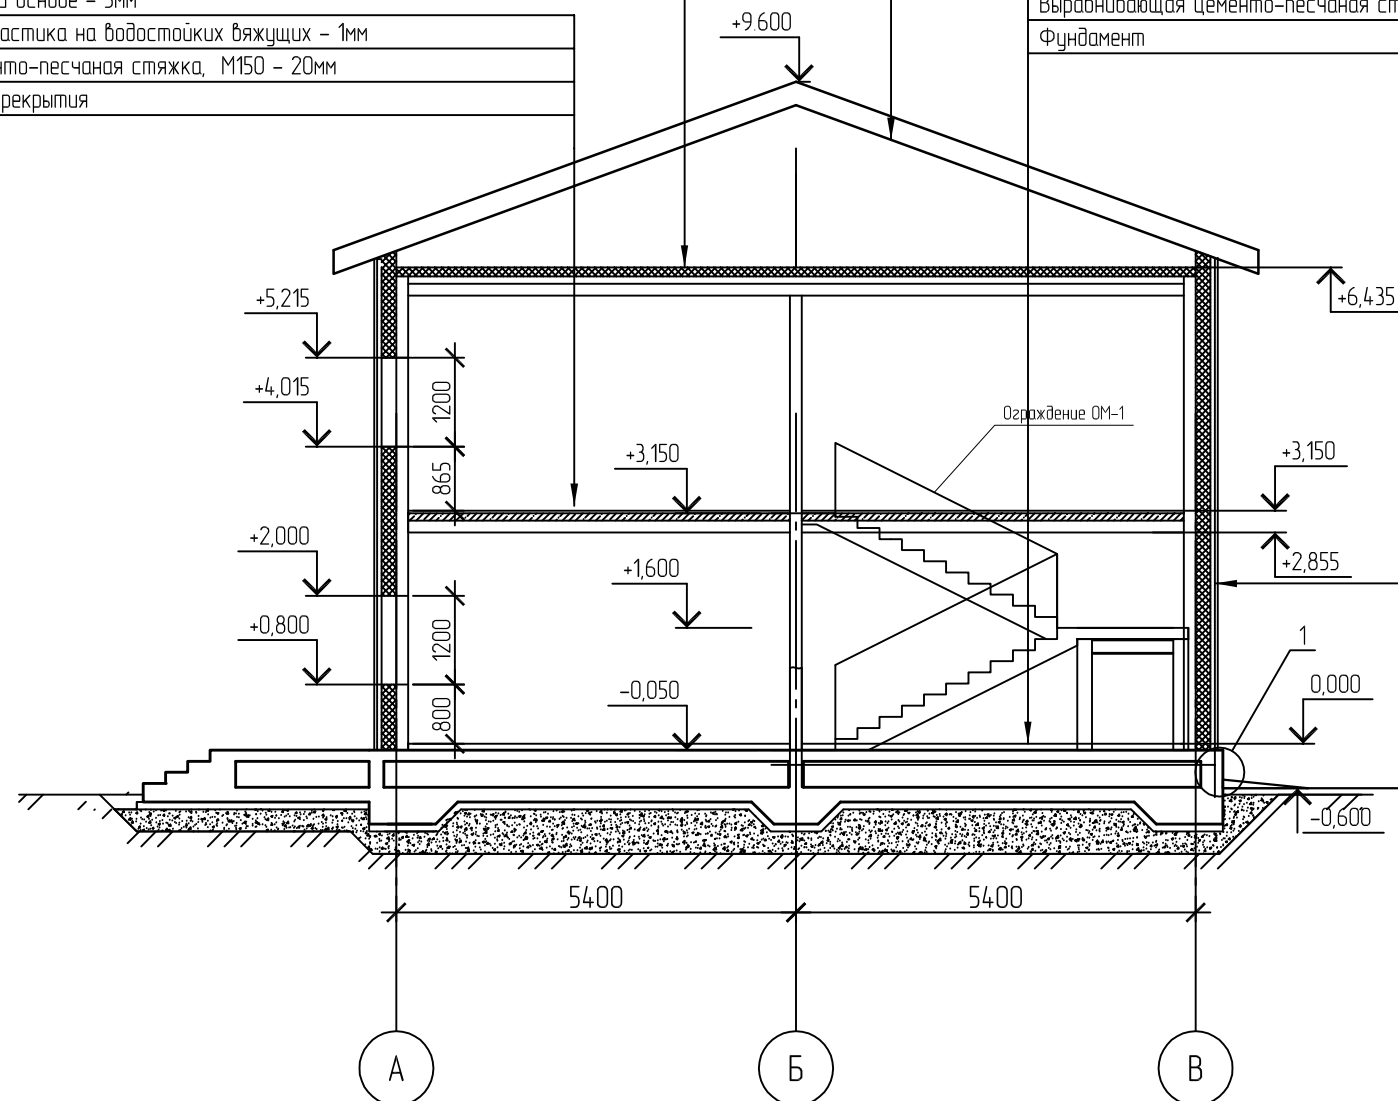 основе - 3мм
астика на водостойких вяжущих - 1мм
нто-песчаная стяжка, М150 - 20мм
рекрытия
Выравнивающая цементо-песчаная ст
Фундамент
+9.600
+6,435
+5,215
+4,015
1200
865
+3,150
Ограждение ОМ-1
+3,150
+2,855
+2,000
+1,600
+0,800
1200
800
-0,050
1
0,000
-0,600
5400
5400
А
Б
В